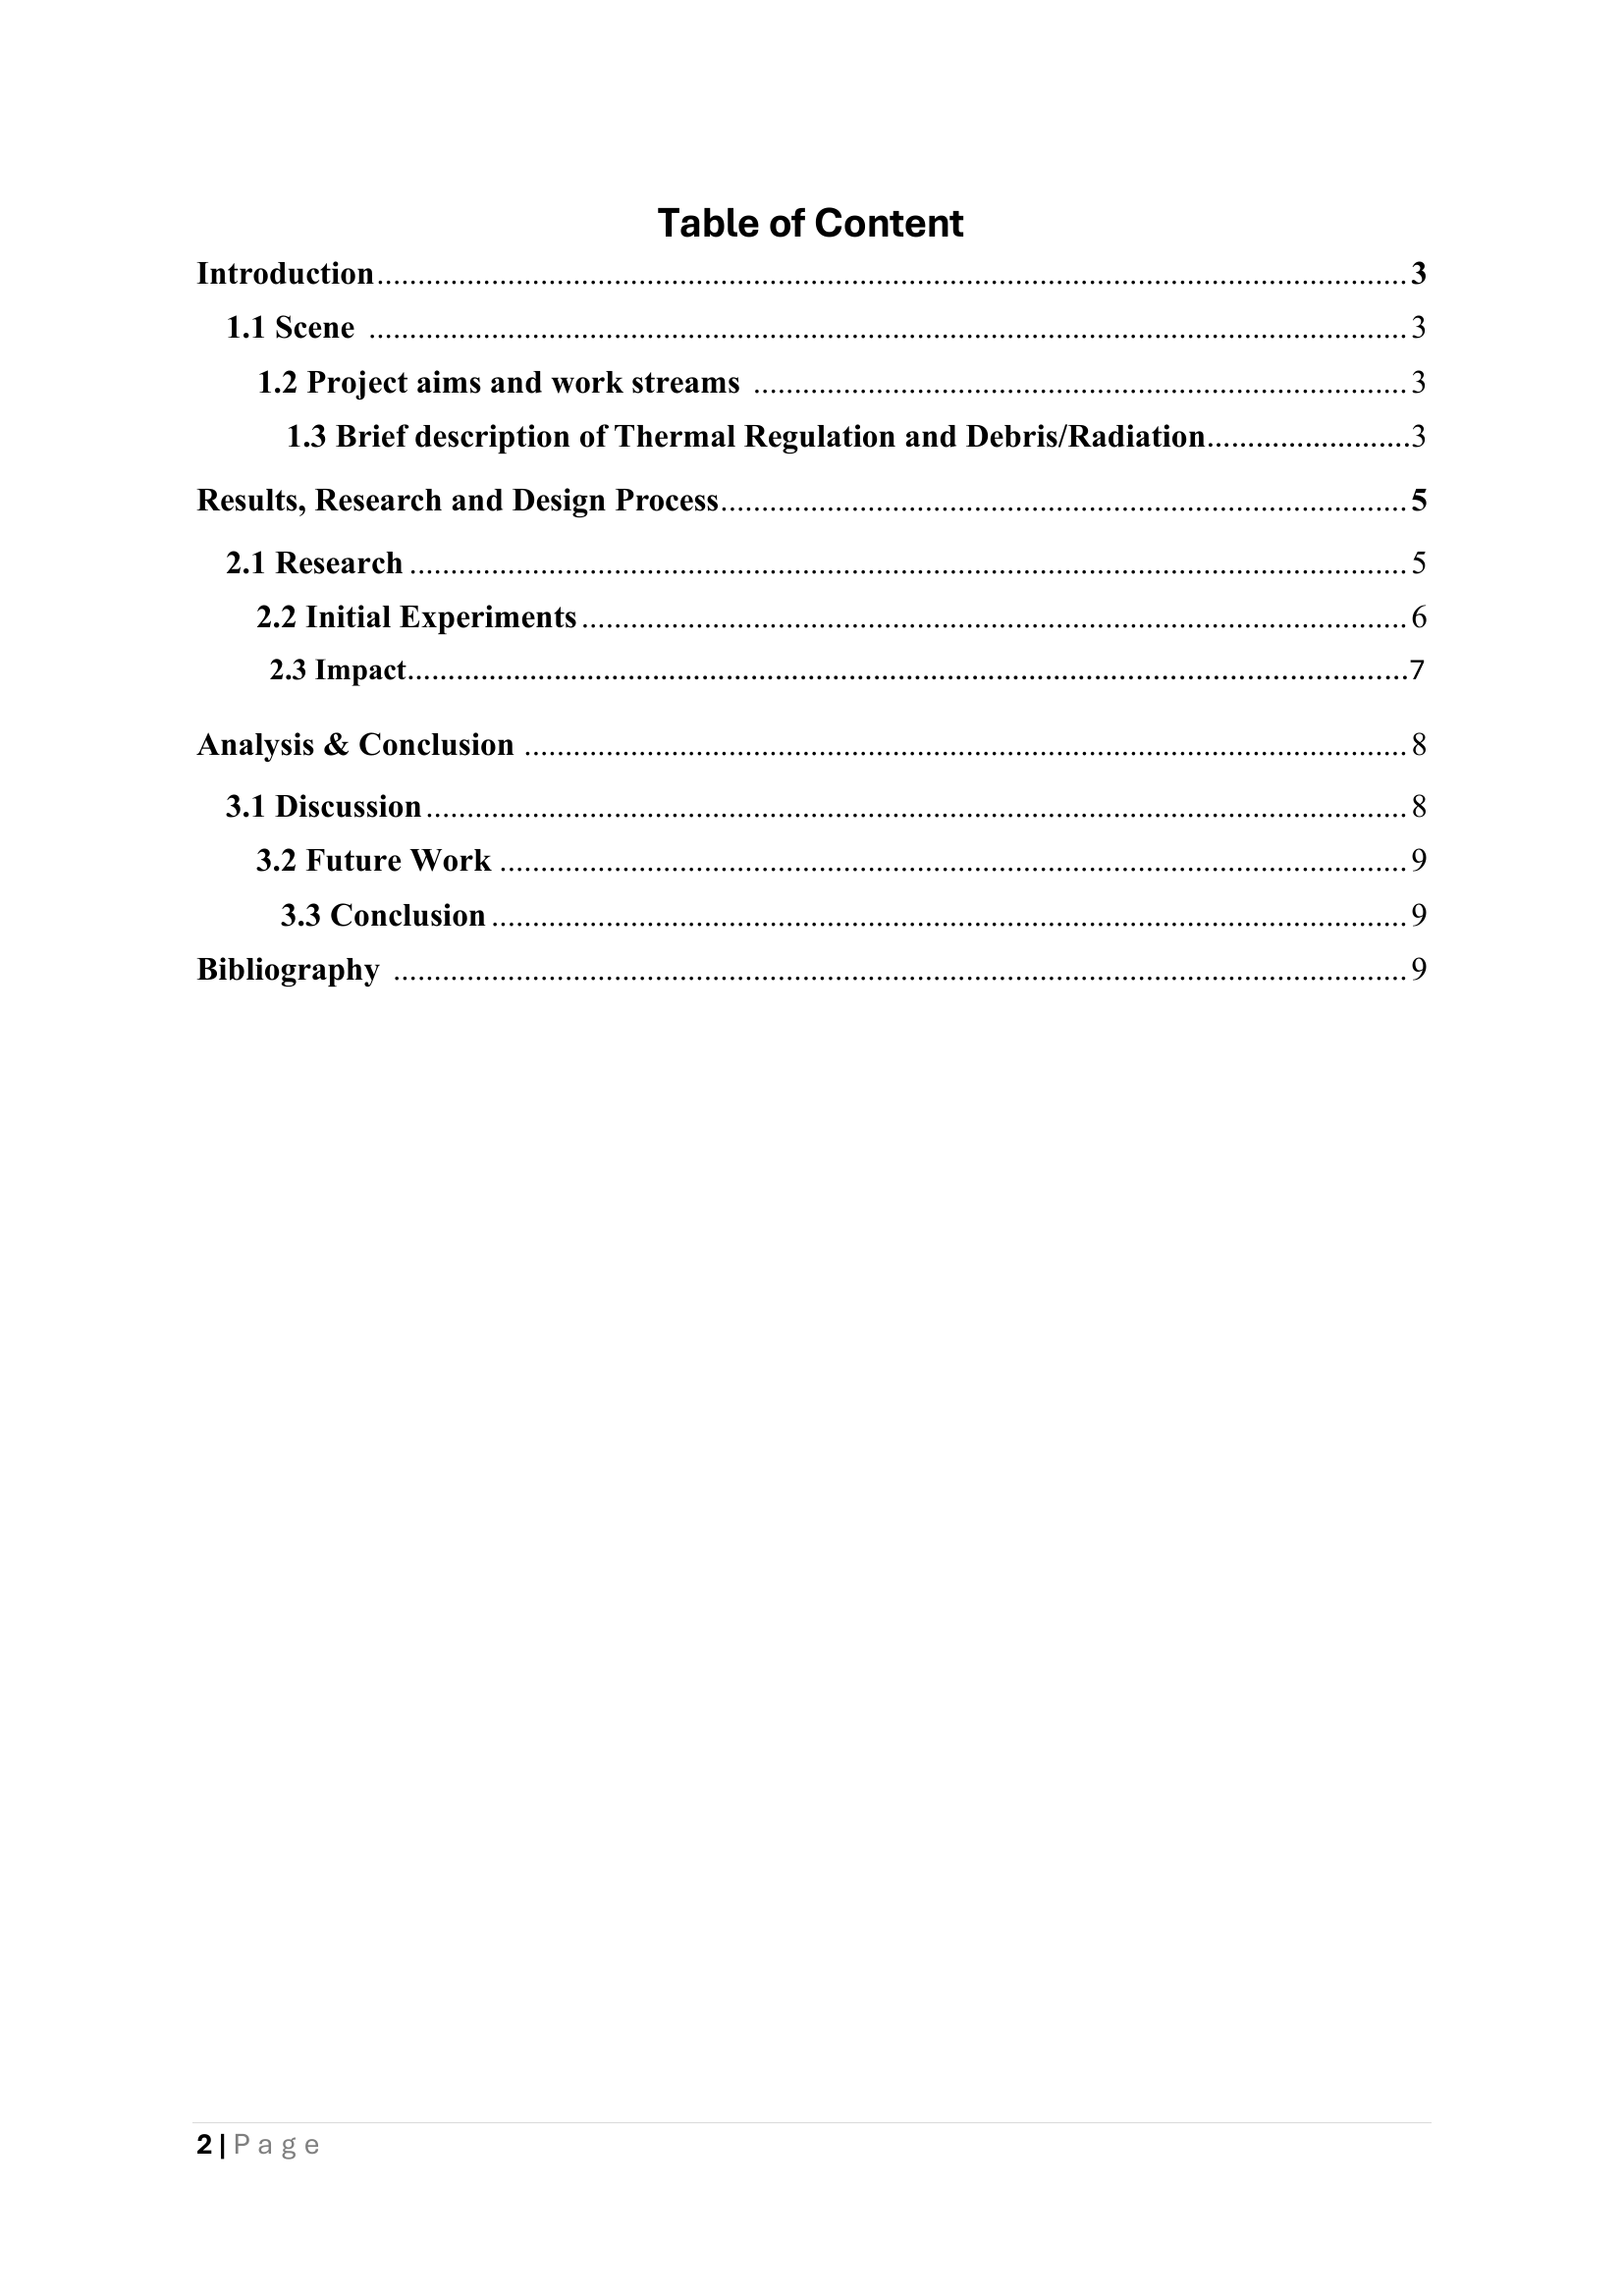 Table of Content
Introduction........................................................................................................................3
1.1 Scene ........................................................................................................................3
1.2 Project aims and work streams ................................................................................3
1.3 Brief description of Thermal Regulation and Debris/Radiation.........................3
Results, Research and Design Process....................................................................................5
2.1 Research ........................................................................................................................5
2.2 Initial Experiments ....................................................................................................6
2.3 Impact........................................................................................................................7
Analysis & Conclusion ............................................................................................................8
3.1 Discussion ......................................................................................................................8
3.2 Future Work ..............................................................................................................9
3.3 Conclusion ................................................................................................................9
Bibliography ............................................................................................................................9
2 | Page